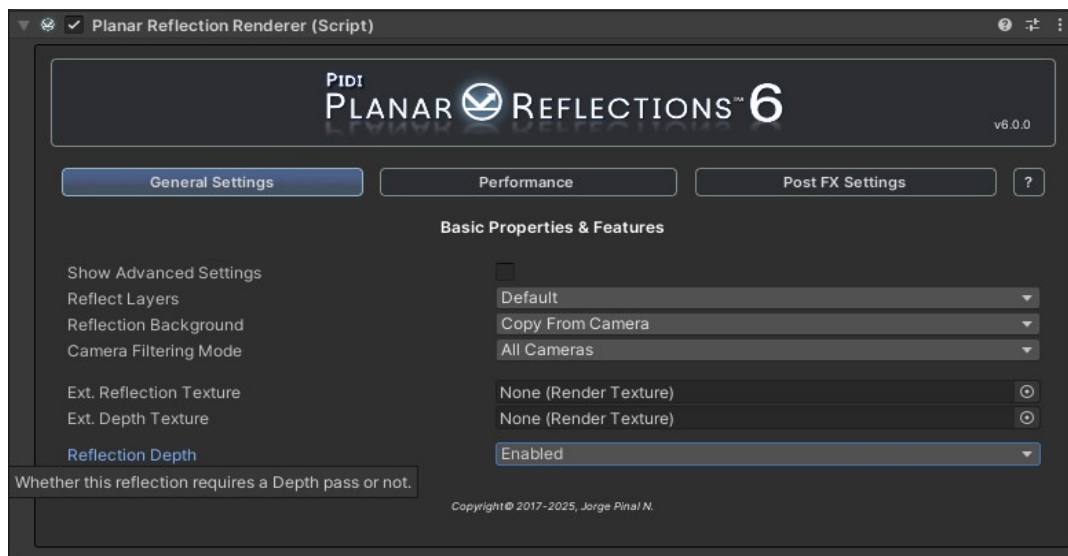 Planar Reflection Renderer (Script)
PIDI
PLANAR REFLECTIONS™6
v6.0.0
General Settings Performance Post FX Settings ?
Basic Properties & Features
Show Advanced Settings
Reflect Layers Default
Reflection Background Copy From Camera
Camera Filtering Mode All Cameras
Ext. Reflection Texture None (Render Texture)
Ext. Depth Texture None (Render Texture)
Reflection Depth Enabled
Whether this reflection requires a Depth pass or not.
Copyright© 2017-2025, Jorge Pinal N.